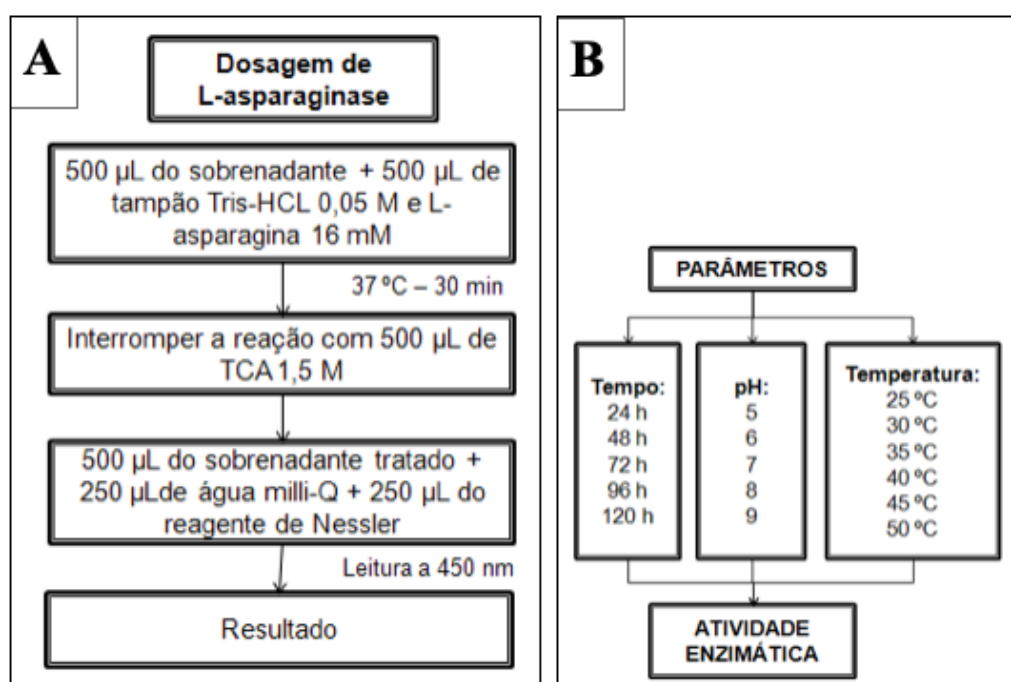 A
Dosagem de
L-asparaginase
500 µL do sobrenadante + 500 µL de
tampão Tris-HCL 0,05 M e L-
asparagina 16 mM
37 ºC – 30 min
Interromper a reação com 500 µL de
TCA 1,5 M
500 µL do sobrenadante tratado +
250 µLde água milli-Q + 250 µL do
reagente de Nessler
Leitura a 450 nm
Resultado
B
PARÂMETROS
Tempo:
24 h
48 h
72 h
96 h
120 h
pH:
5
6
7
8
9
Temperatura:
25 ºC
30 ºC
35 ºC
40 ºC
45 ºC
50 ºC
ATIVIDADE
ENZIMÁTICA